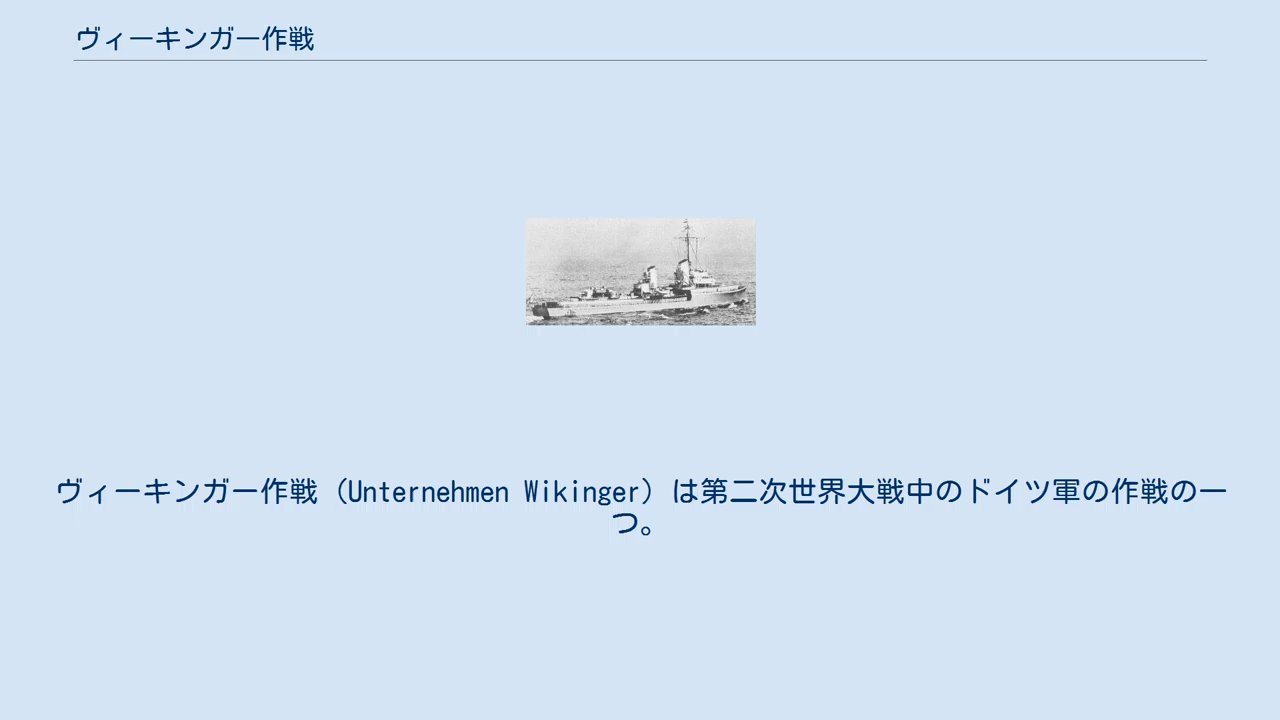 ヴィーキンガー作戦
ヴィーキンガー作戦（Unternehmen Wikinger）は第二次世界大戦中のドイツ軍の作戦の一
つ。